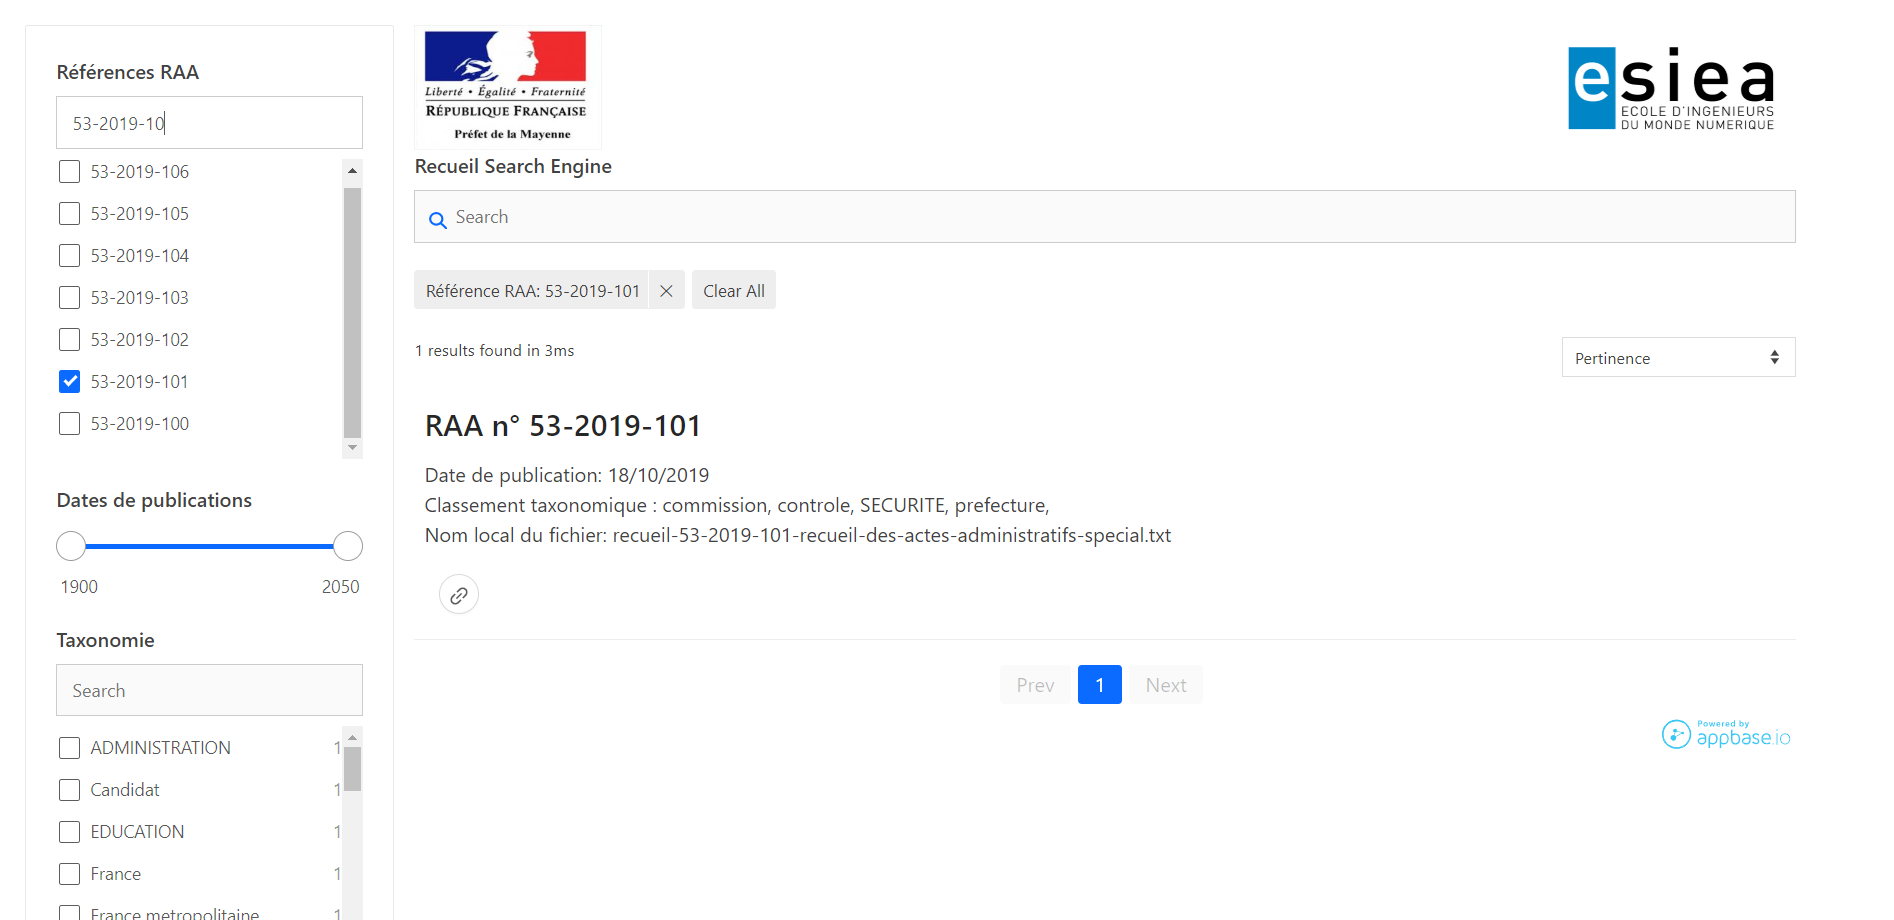 Références RAA
53-2019-10
53-2019-106
53-2019-105
53-2019-104
53-2019-103
53-2019-102
53-2019-101
53-2019-100
Dates de publications
1900 2050
Taxonomie
Search
ADMINISTRATION 1
Candidat 1
EDUCATION 1
France 1
France metropolitaine 1
Liberté • Égalité • Fraternité
RÉPUBLIQUE FRANÇAISE
Préfet de la Mayenne
esiea
ECOLE D'INGENIEURS
DU MONDE NUMERIQUE
Recueil Search Engine
Search
Référence RAA: 53-2019-101 Clear All
1 results found in 3ms
Pertinence
RAA n° 53-2019-101
Date de publication: 18/10/2019
Classement taxonomique : commission, controle, SECURITE, prefecture,
Nom local du fichier: recueil-53-2019-101-recueil-des-actes-administratifs-special.txt
Prev 1 Next
Powered by
appbase.io